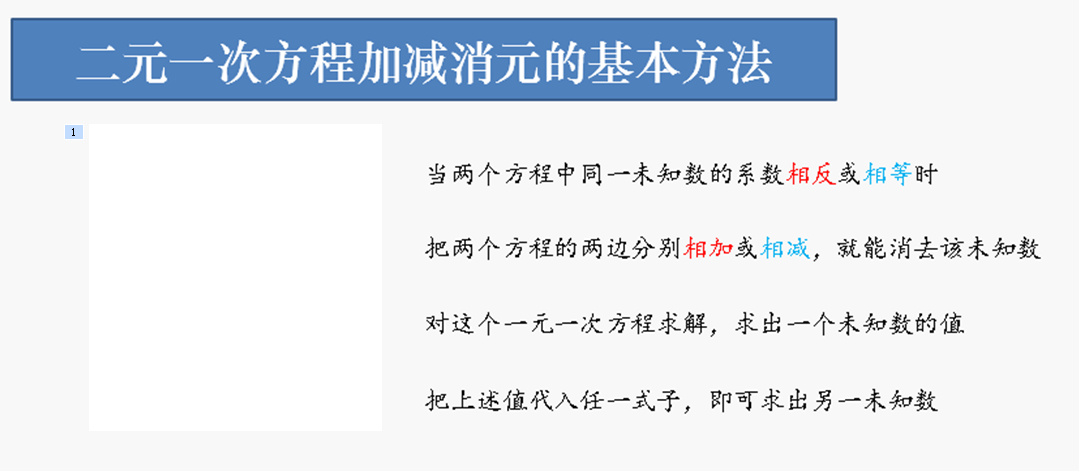 二元一次方程加减消元的基本方法
1
当两个方程中同一未知数的系数相反或相等时
把两个方程的两边分别相加或相减，就能消去该未知数
对这个一元一次方程求解，求出一个未知数的值
把上述值代入任一式子，即可求出另一未知数